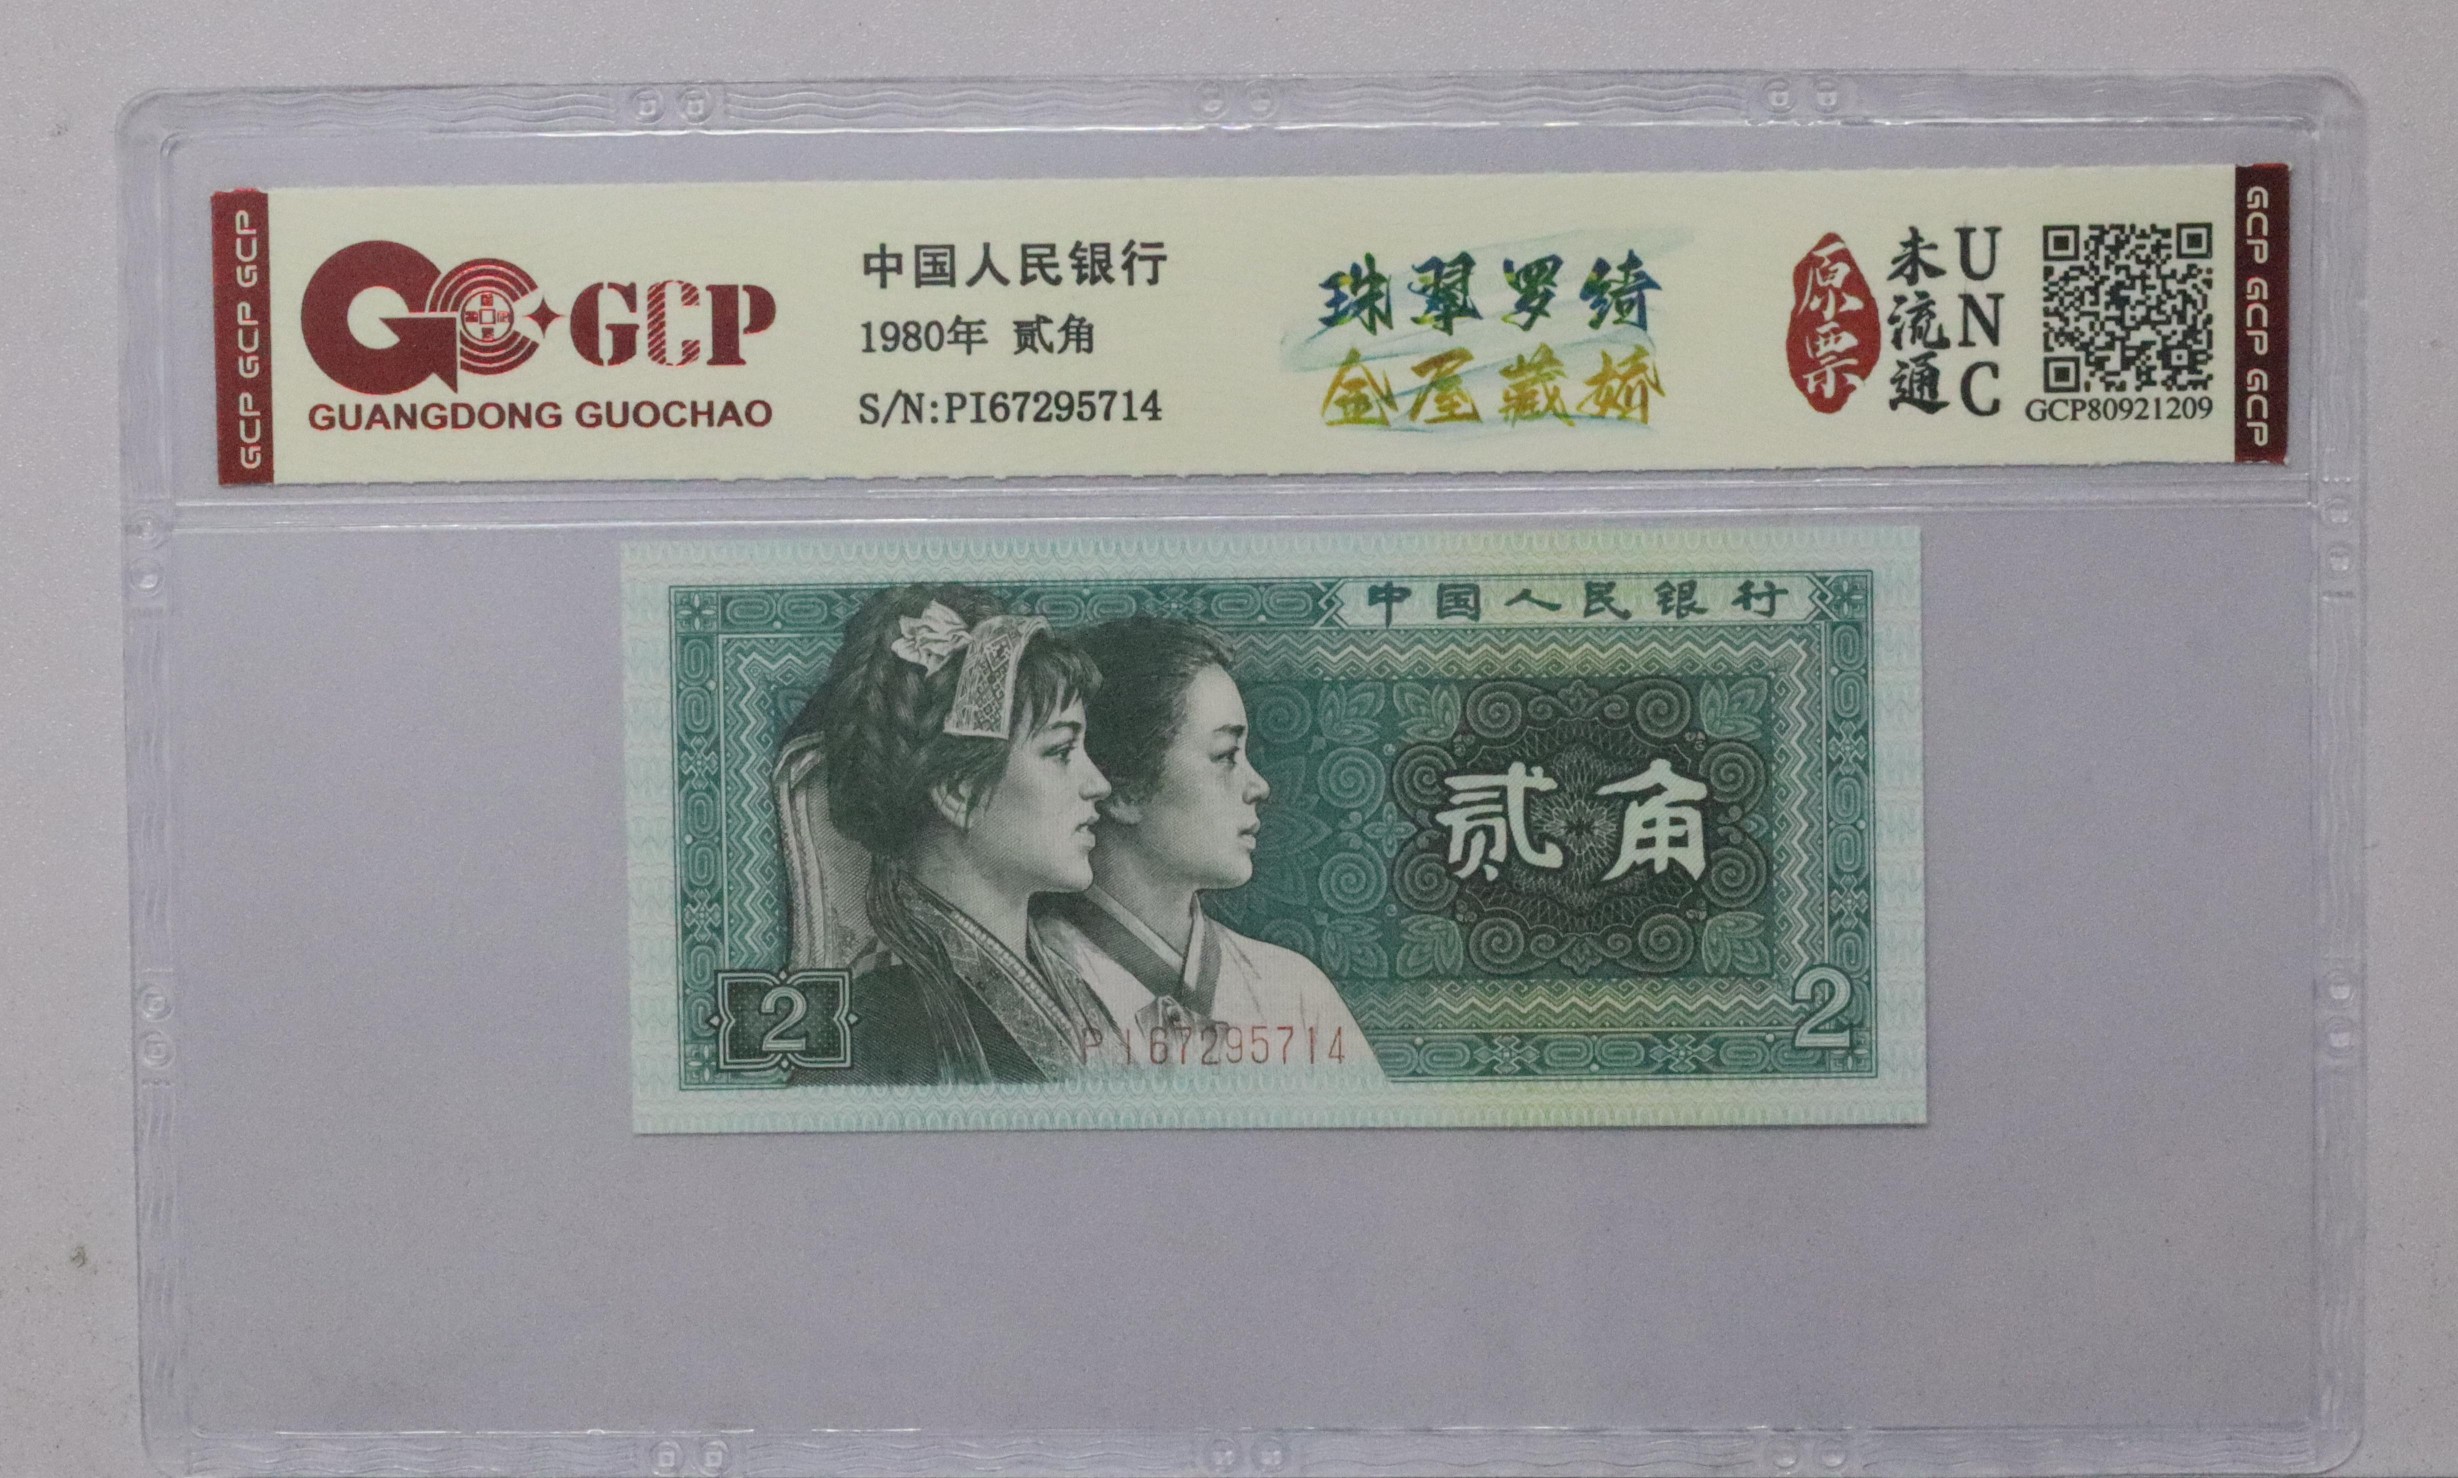 GCP GCP GCP
GCP
GUANGDONG GUOCHAO
中国人民银行
1980年 贰角
S/N:PI67295714
珠翠罗绮
金屋藏娇
原票
未流通
UNC
GCP80921209
GCP GCP GCP
中国人民银行
贰角
2
2
PI67295714